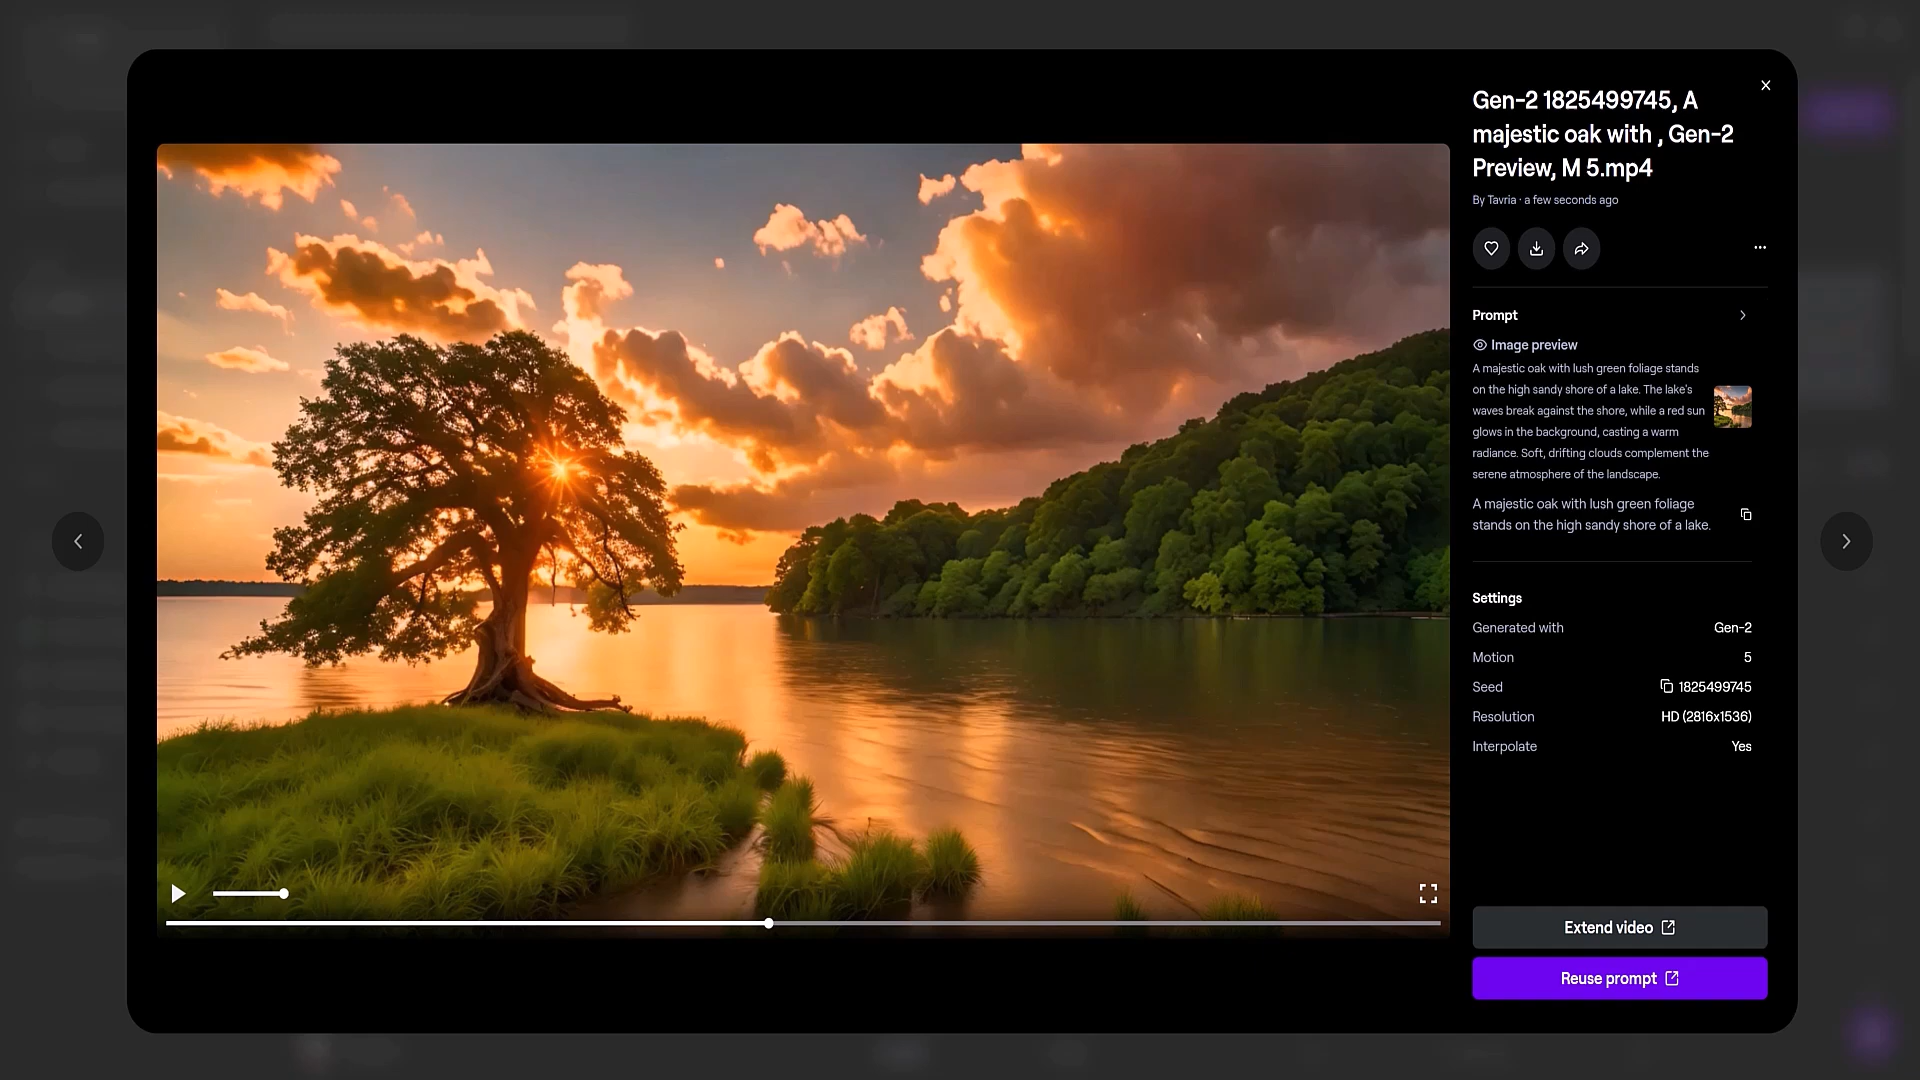 Gen-2 1825499745, A
majestic oak with , Gen-2
Preview, M 5.mp4
By Tavria · a few seconds ago
Prompt
Image preview
A majestic oak with lush green foliage stands
on the high sandy shore of a lake. The lake's
waves break against the shore, while a red sun
glows in the background, casting a warm
radiance. Soft, drifting clouds complement the
serene atmosphere of the landscape.
A majestic oak with lush green foliage
stands on the high sandy shore of a lake.
Settings
Generated with Gen-2
Motion 5
Seed 1825499745
Resolution HD (2816x1536)
Interpolate Yes
Extend video
Reuse prompt